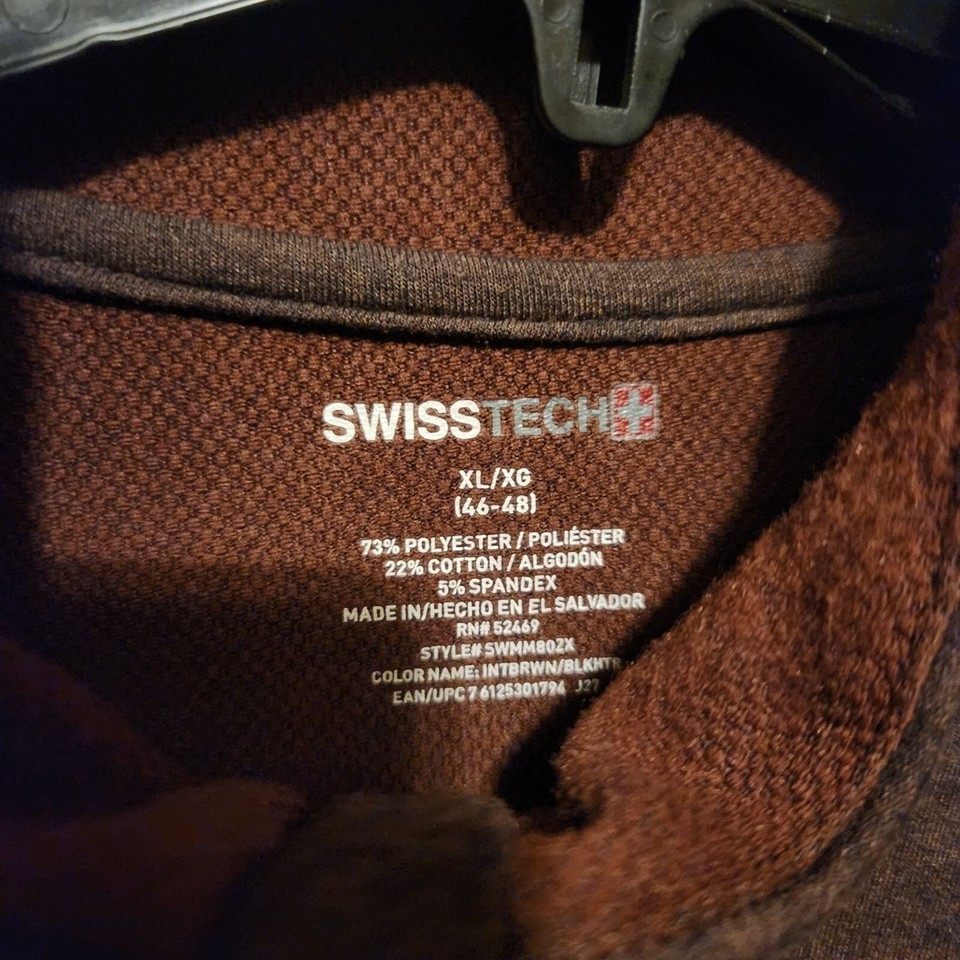 SWISSTECH
XL/XG
(46-48)
73% POLYESTER / POLIÉSTER
22% COTTON / ALGODÓN
5% SPANDEX
MADE IN/HECHO EN EL SALVADOR
RN# 52469
STYLE# SWMM80ZX
COLOR NAME: INTBRWN/BLKHTR
EAN/UPC 7 6125301794 J27